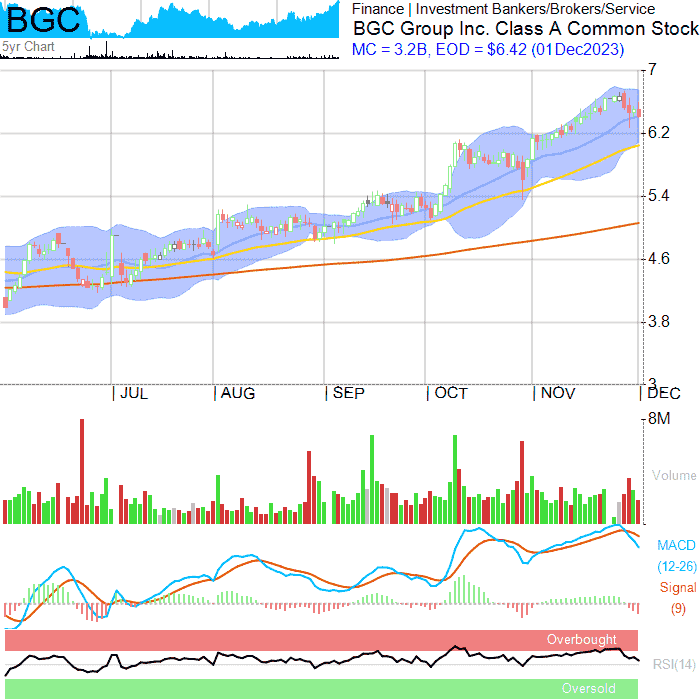 BGC
5yr Chart
Finance | Investment Bankers/Brokers/Service
BGC Group Inc. Class A Common Stock
MC = 3.2B, EOD = $6.42 (01Dec2023)
7
6.2
5.4
4.6
3.8
3
JUL AUG SEP OCT NOV DEC
8M
Volume
MACD
(12-26)
Signal
(9)
Overbought
RSI(14)
Oversold